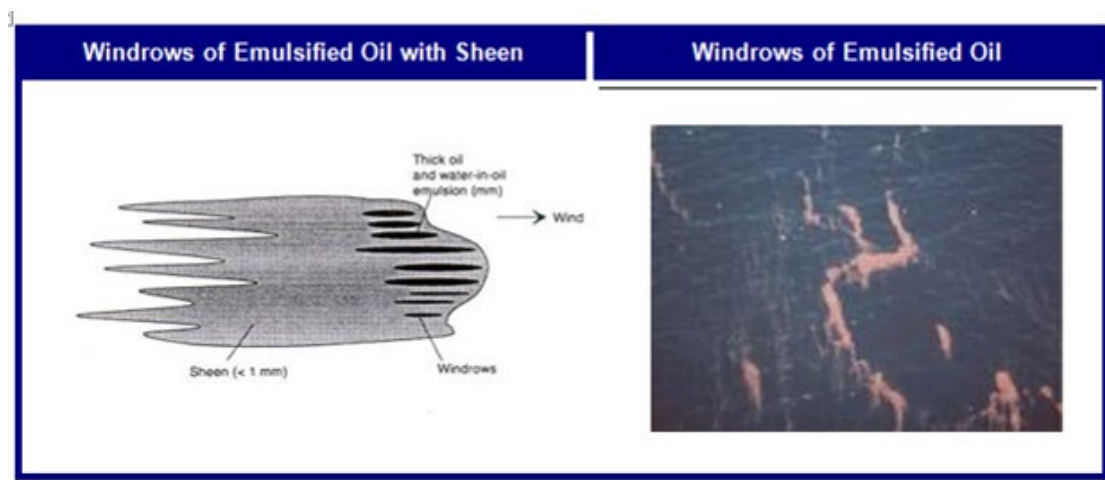 Windrows of Emulsified Oil with Sheen
Windrows of Emulsified Oil
Thick oil
and water-in-oil
emulsion (mm)
Wind
Sheen (< 1 mm)
Windrows